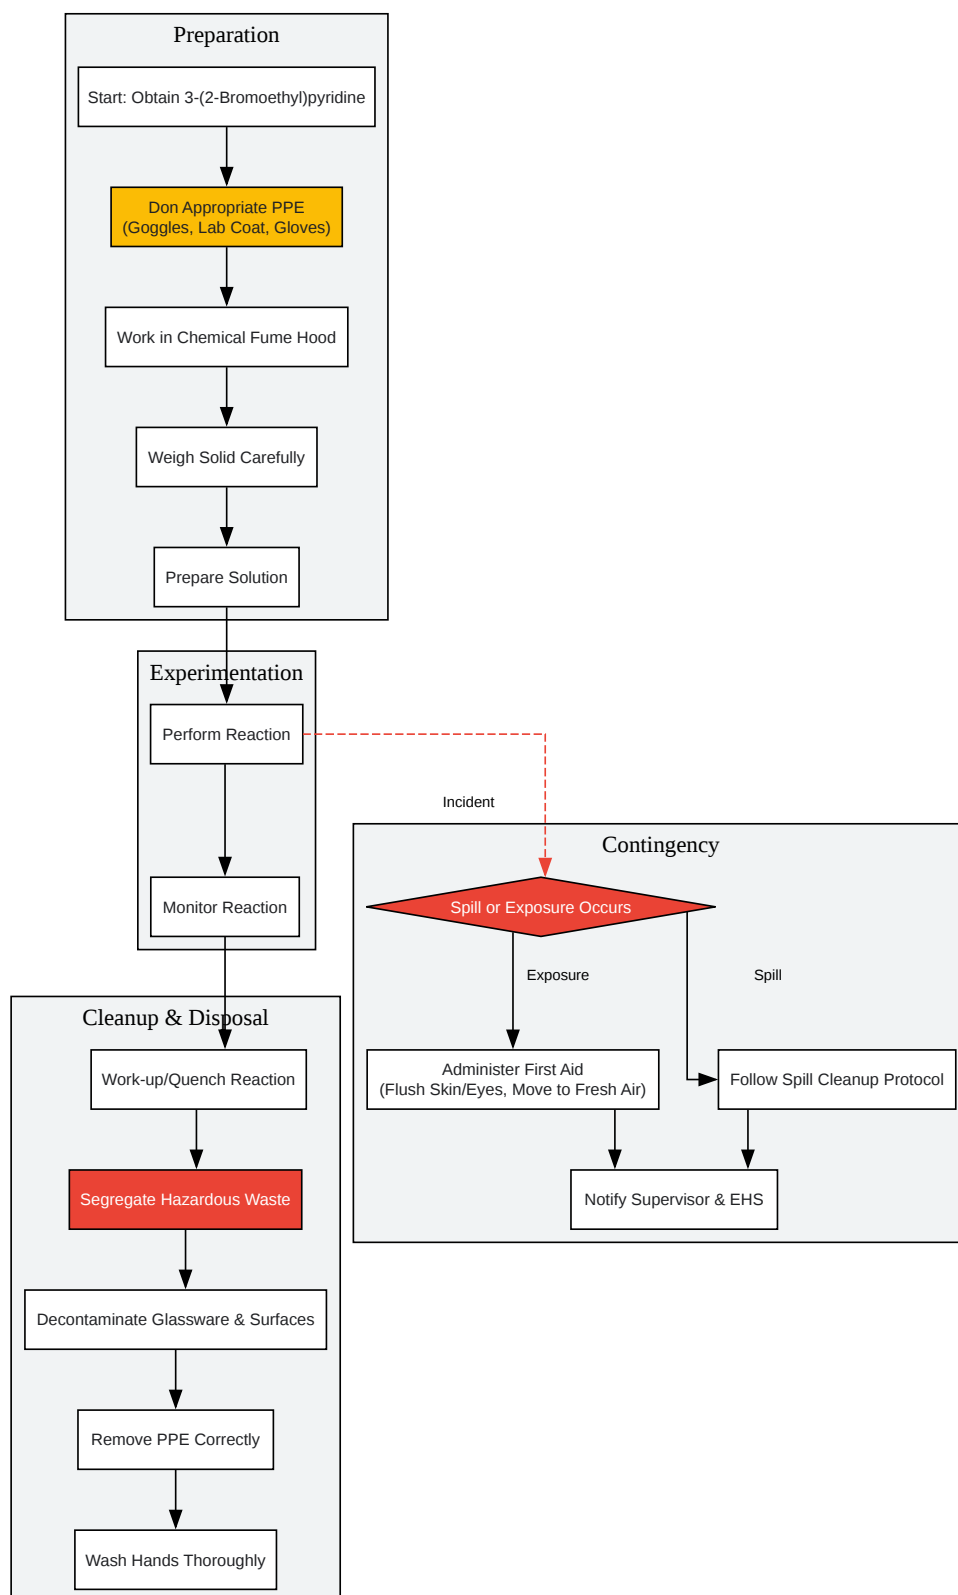 Preparation
Start: Obtain 3-(2-Bromoethyl)pyridine
Don Appropriate PPE
(Goggles, Lab Coat, Gloves)
Work in Chemical Fume Hood
Weigh Solid Carefully
Prepare Solution
Experimentation
Perform Reaction
Monitor Reaction
Incident
Contingency
Spill or Exposure Occurs
Exposure
Spill
Administer First Aid
(Flush Skin/Eyes, Move to Fresh Air)
Follow Spill Cleanup Protocol
Notify Supervisor & EHS
Cleanup & Disposal
Work-up/Quench Reaction
Segregate Hazardous Waste
Decontaminate Glassware & Surfaces
Remove PPE Correctly
Wash Hands Thoroughly